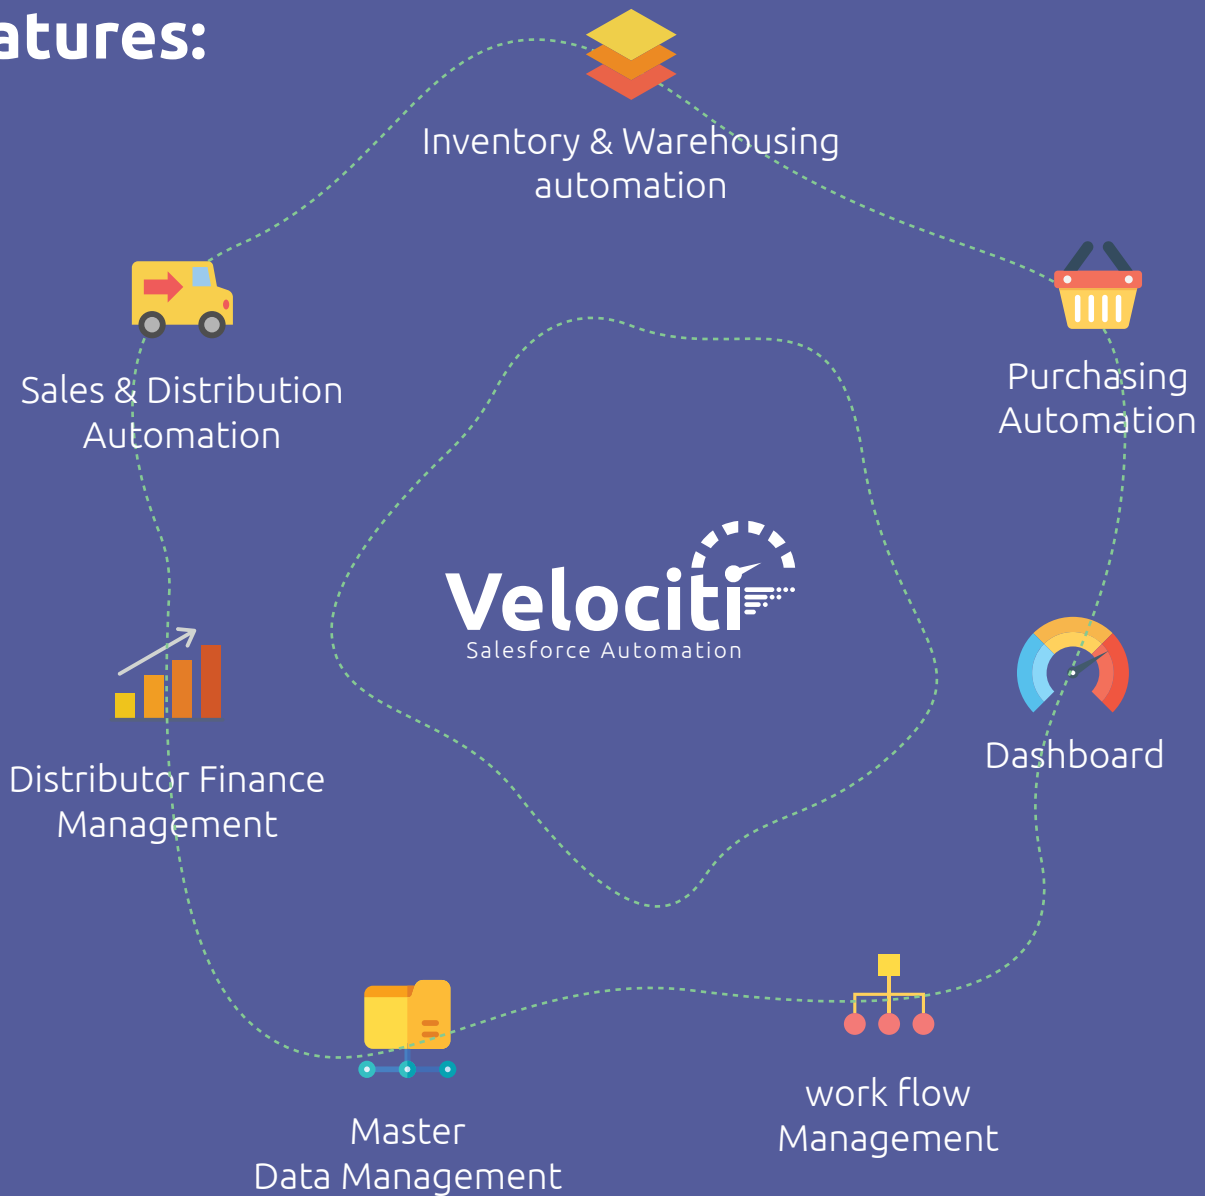 atures:
Inventory & Warehousing
automation
Sales & Distribution
Automation
Purchasing
Automation
Velociti
Salesforce Automation
Distributor Finance
Management
Dashboard
Master
Data Management
work flow
Management